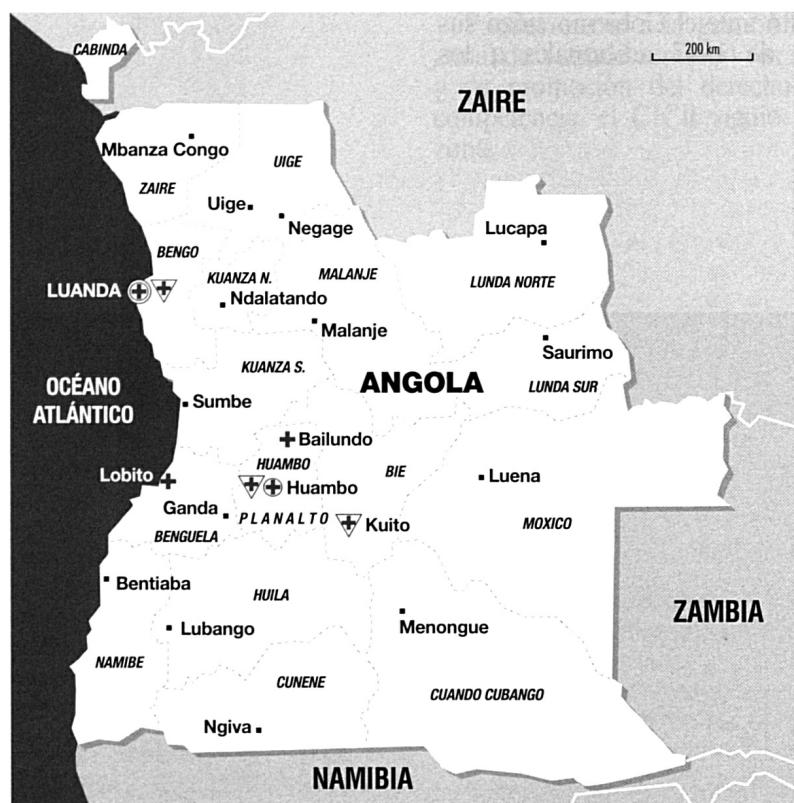 CABINDA
200 km
ZAIRE
Mbanza Congo
UIGE
ZAIRE
Uige
Negage
Lucapa
BENGO
KUANZA N.
MALANJE
LUNDA NORTE
LUANDA
Ndalatando
Malanje
Saurimo
KUANZA S.
ANGOLA
LUNDA SUR
OCÉANO
ATLÁNTICO
Sumbe
Bailundo
HUAMBO
BIE
Lobito
Huambo
Luena
Ganda
PLANALTO
Kuito
MOXICO
BENGUELA
Bentiaba
HUILA
ZAMBIA
Lubango
Menongue
NAMIBE
CUNENE
CUANDO CUBANGO
Ngiva
NAMIBIA